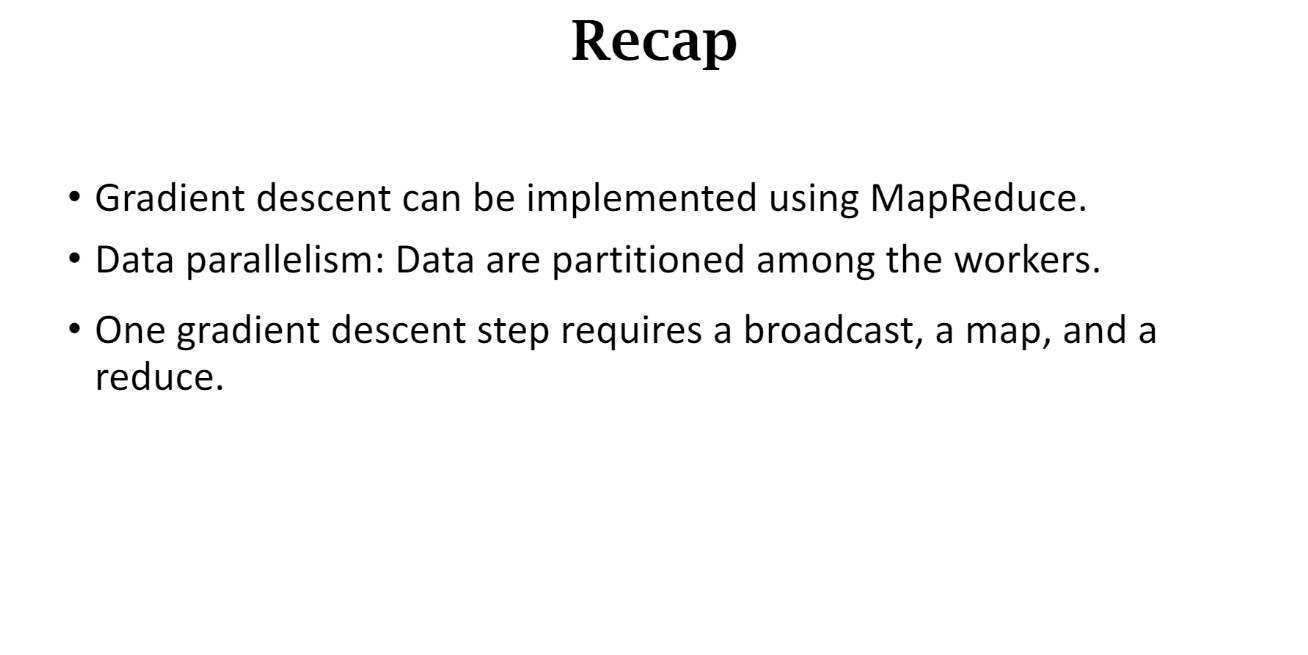 Recap
• Gradient descent can be implemented using MapReduce.
• Data parallelism: Data are partitioned among the workers.
• One gradient descent step requires a broadcast, a map, and a
reduce.